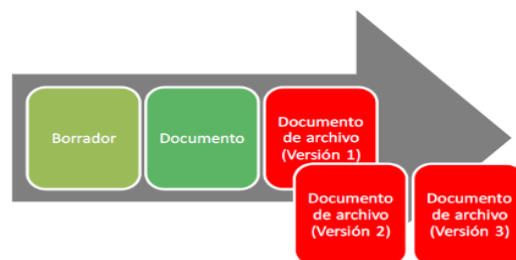 Borrador
Documento
Documento
de archivo
(Versión 1)
Documento
de archivo
(Versión 2)
Documento
de archivo
(Versión 3)